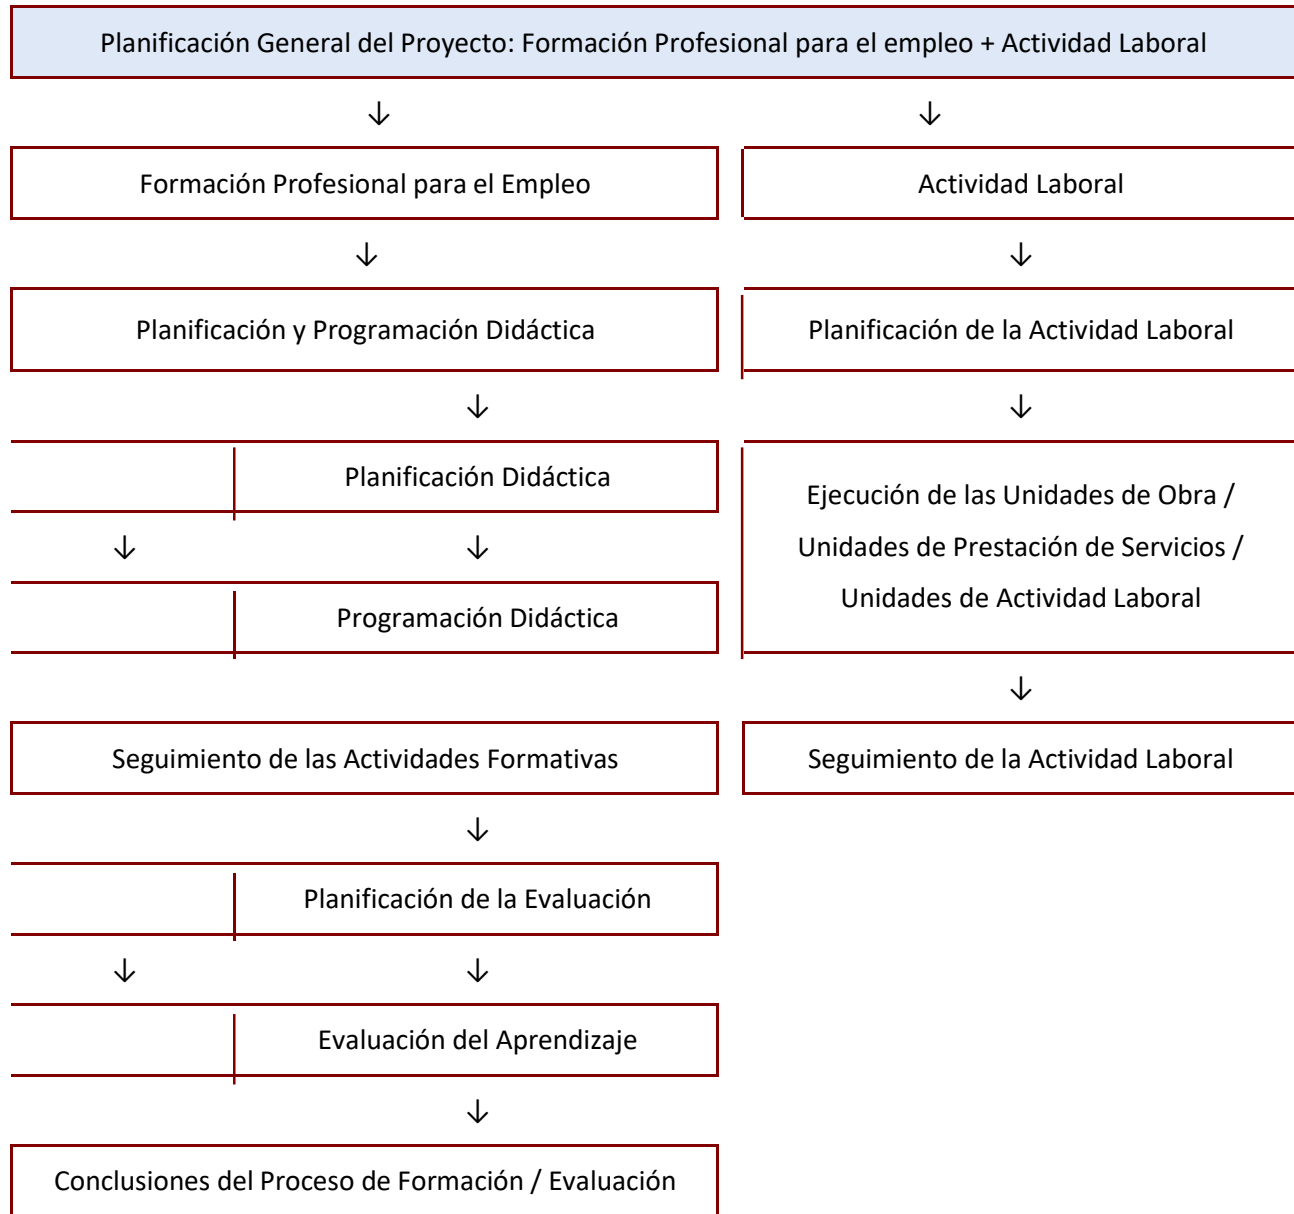 Planificación General del Proyecto: Formación Profesional para el empleo + Actividad Laboral
Formación Profesional para el Empleo
Actividad Laboral
Planificación y Programación Didáctica
Planificación de la Actividad Laboral
Planificación Didáctica
Ejecución de las Unidades de Obra /
Unidades de Prestación de Servicios /
Unidades de Actividad Laboral
Programación Didáctica
Seguimiento de las Actividades Formativas
Seguimiento de la Actividad Laboral
Planificación de la Evaluación
Evaluación del Aprendizaje
Conclusiones del Proceso de Formación / Evaluación